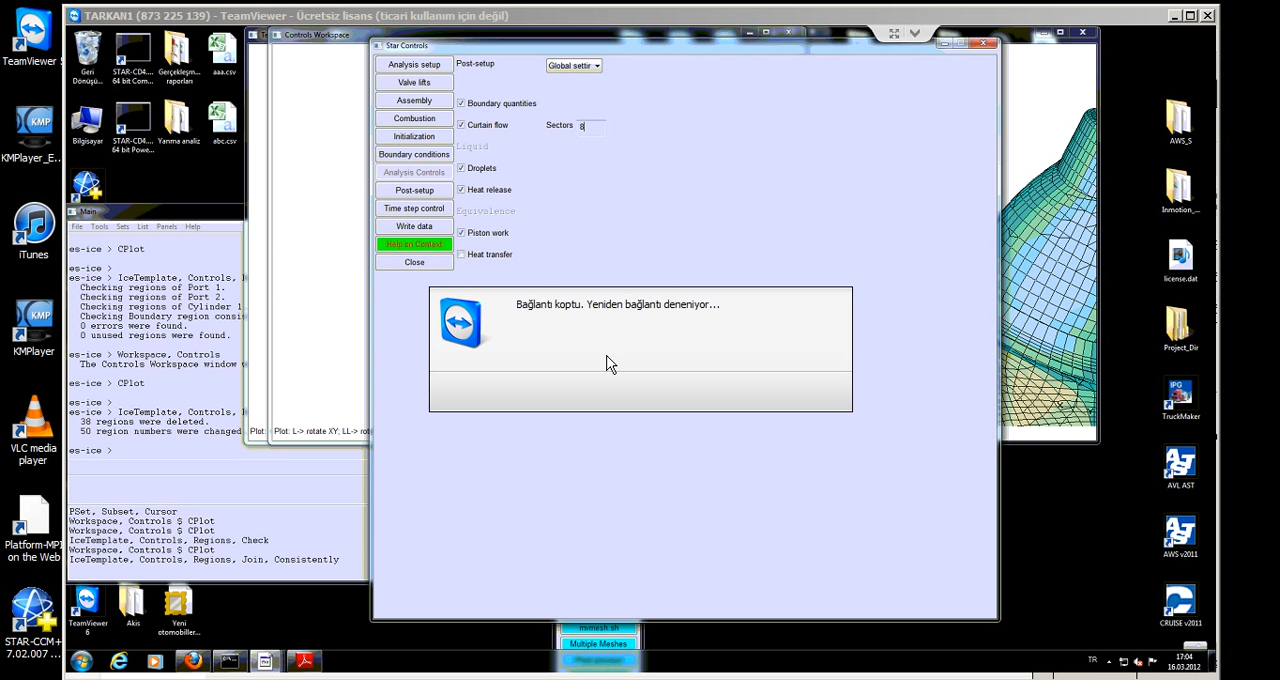 TARKAN1 (873 225 139) - TeamViewer - Ücretsiz lisans (ticari kullanım için değil)
TeamViewer 5
KMPlayer_E...
iTunes
KMPlayer
VLC media
player
Platform-MPI
on the Web
STAR-CCM+
7.02.007 ...
Geri
Dönüşü...
STAR-CD4...
64 bit Com...
Gerçekleşm...
raporları
aaa.csv
Bilgisayar
STAR-CD4...
64 bit Powe...
Yanma analiz
abc.csv
Controls Workspace
Main
File Tools Sets List Panels Help
es-ice > CPlot
es-ice >
es-ice > IceTemplate, Controls,
Checking regions of Port 1.
Checking regions of Port 2.
Checking regions of Cylinder 1
Checking Boundary region consi
0 errors were found.
0 unused regions were found.
es-ice > Workspace, Controls
The Controls Workspace window
es-ice > CPlot
es-ice >
es-ice > IceTemplate, Controls,
38 regions were deleted.
50 region numbers were changed
es-ice >
PSet, Subset, Cursor
Workspace, Controls $ CPlot
Workspace, Controls $ CPlot
IceTemplate, Controls, Regions, Check
Workspace, Controls $ CPlot
IceTemplate, Controls, Regions, Join, Consistently
Plot:
Plot: L-> rotate XY; LL-> rot
Star Controls
Analysis setup
Valve lifts
Assembly
Combustion
Initialization
Boundary conditions
Analysis Controls
Post-setup
Time step control
Write data
Help on Context
Close
Post-setup
Global settir
Boundary quantities
Curtain flow
Sectors 8
Liquid
Droplets
Heat release
Equivalence
Piston work
Heat transfer
Bağlantı koptu. Yeniden bağlantı deneniyor...
mvmesh.sh
Multiple Meshes
TeamViewer
6
Akis
Yeni
otomobiller...
AWS_S
Inmotion_...
license.dat
Project_Dir
IPG
TruckMaker
AVL AST
AWS v2011
CRUISE v2011
TR
17:04
16.03.2012